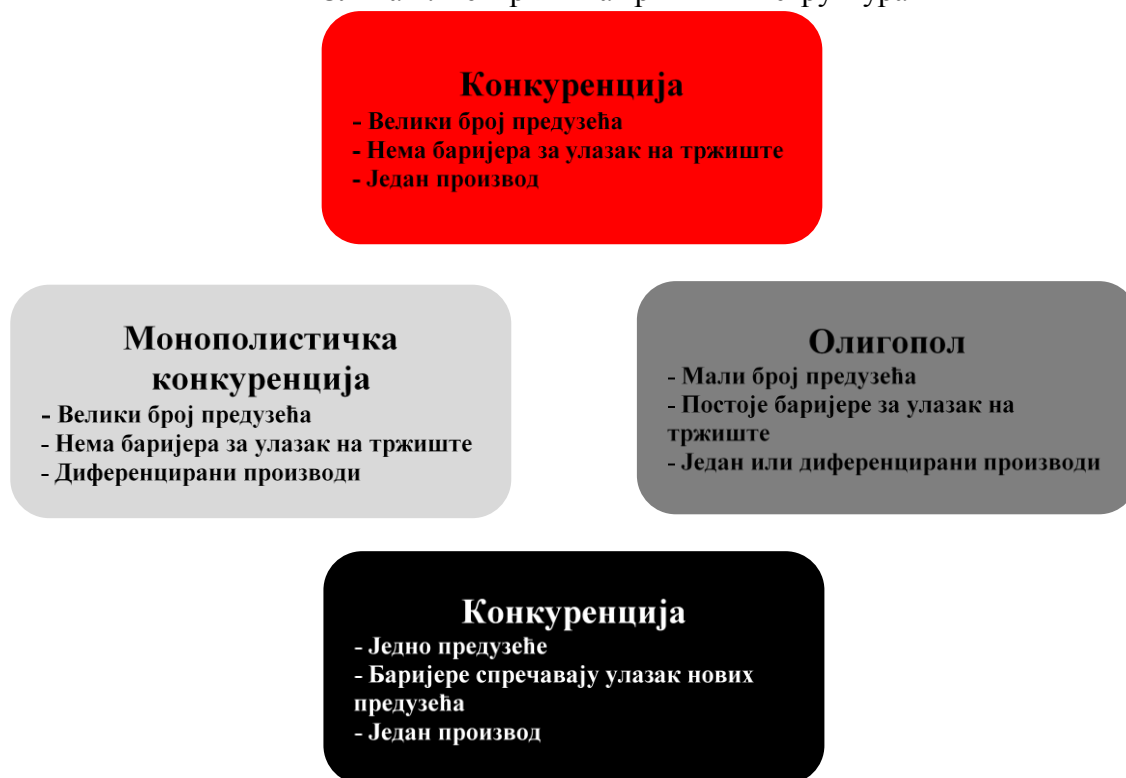 Конкуренција
- Велики број предузећа
- Нема баријера за улазак на тржиште
- Један производ
Монополистичка
конкуренција
- Велики број предузећа
- Нема баријера за улазак на тржиште
- Диференцирани производи
Олигопол
- Мали број предузећа
- Постоје баријере за улазак на
тржиште
- Један или диференцирани производи
Конкуренција
- Једно предузеће
- Баријере спречавају улазак нових
предузећа
- Један производ